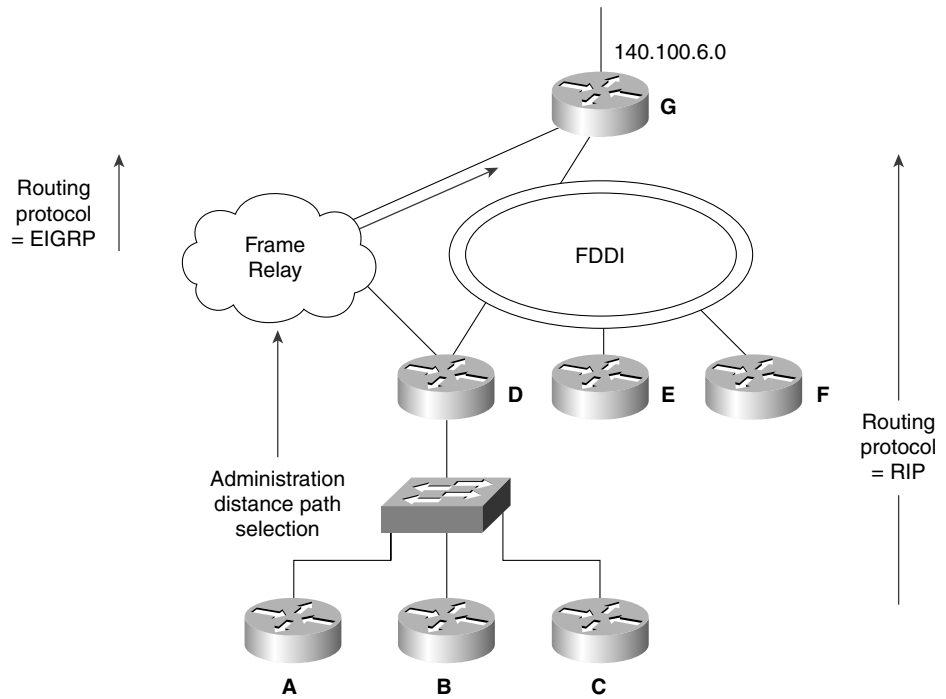 140.100.6.0
G
Routing
protocol
= EIGRP
Frame
Relay
FDDI
D
E
F
Routing
protocol
= RIP
Administration
distance path
selection
A
B
C